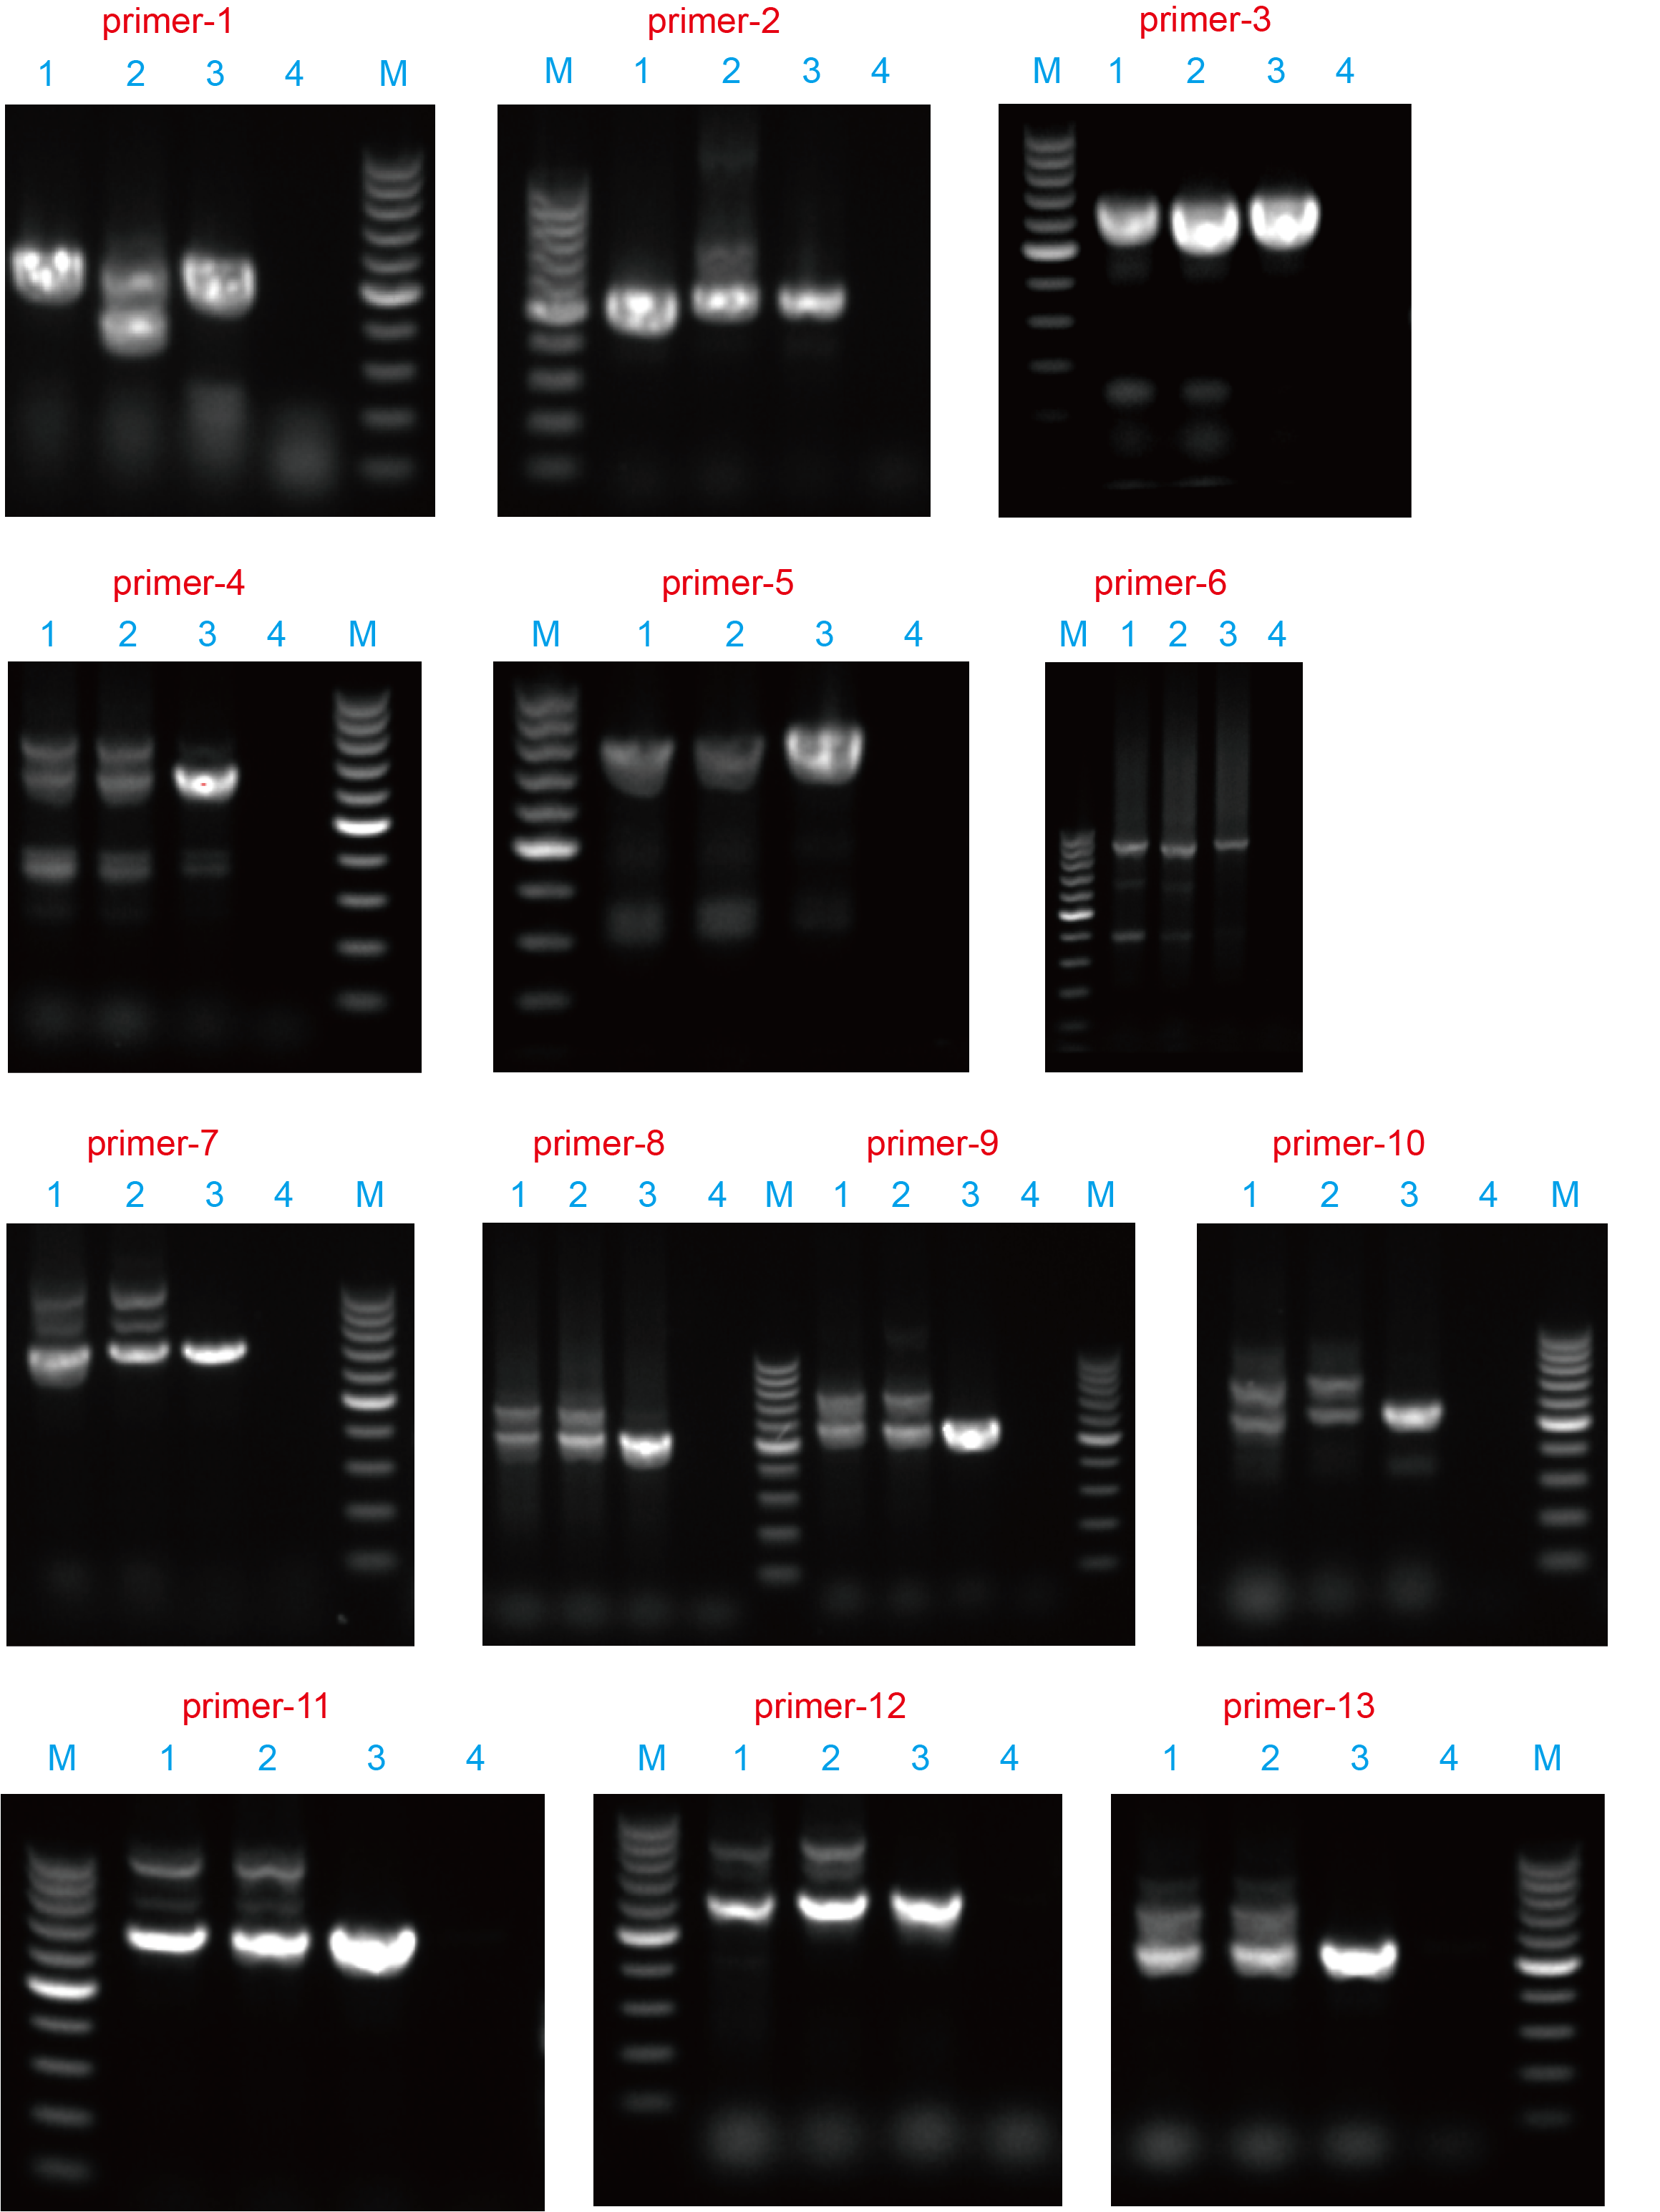 primer-1
1 2 3 4 M
primer-2
M 1 2 3 4
primer-3
M 1 2 3 4
primer-4
1 2 3 4 M
primer-5
M 1 2 3 4
primer-6
M 1 2 3 4
primer-7
1 2 3 4 M
primer-8
1 2 3 4 M
primer-9
1 2 3 4 M
primer-10
1 2 3 4 M
primer-11
M 1 2 3 4
primer-12
M 1 2 3 4
primer-13
1 2 3 4 M